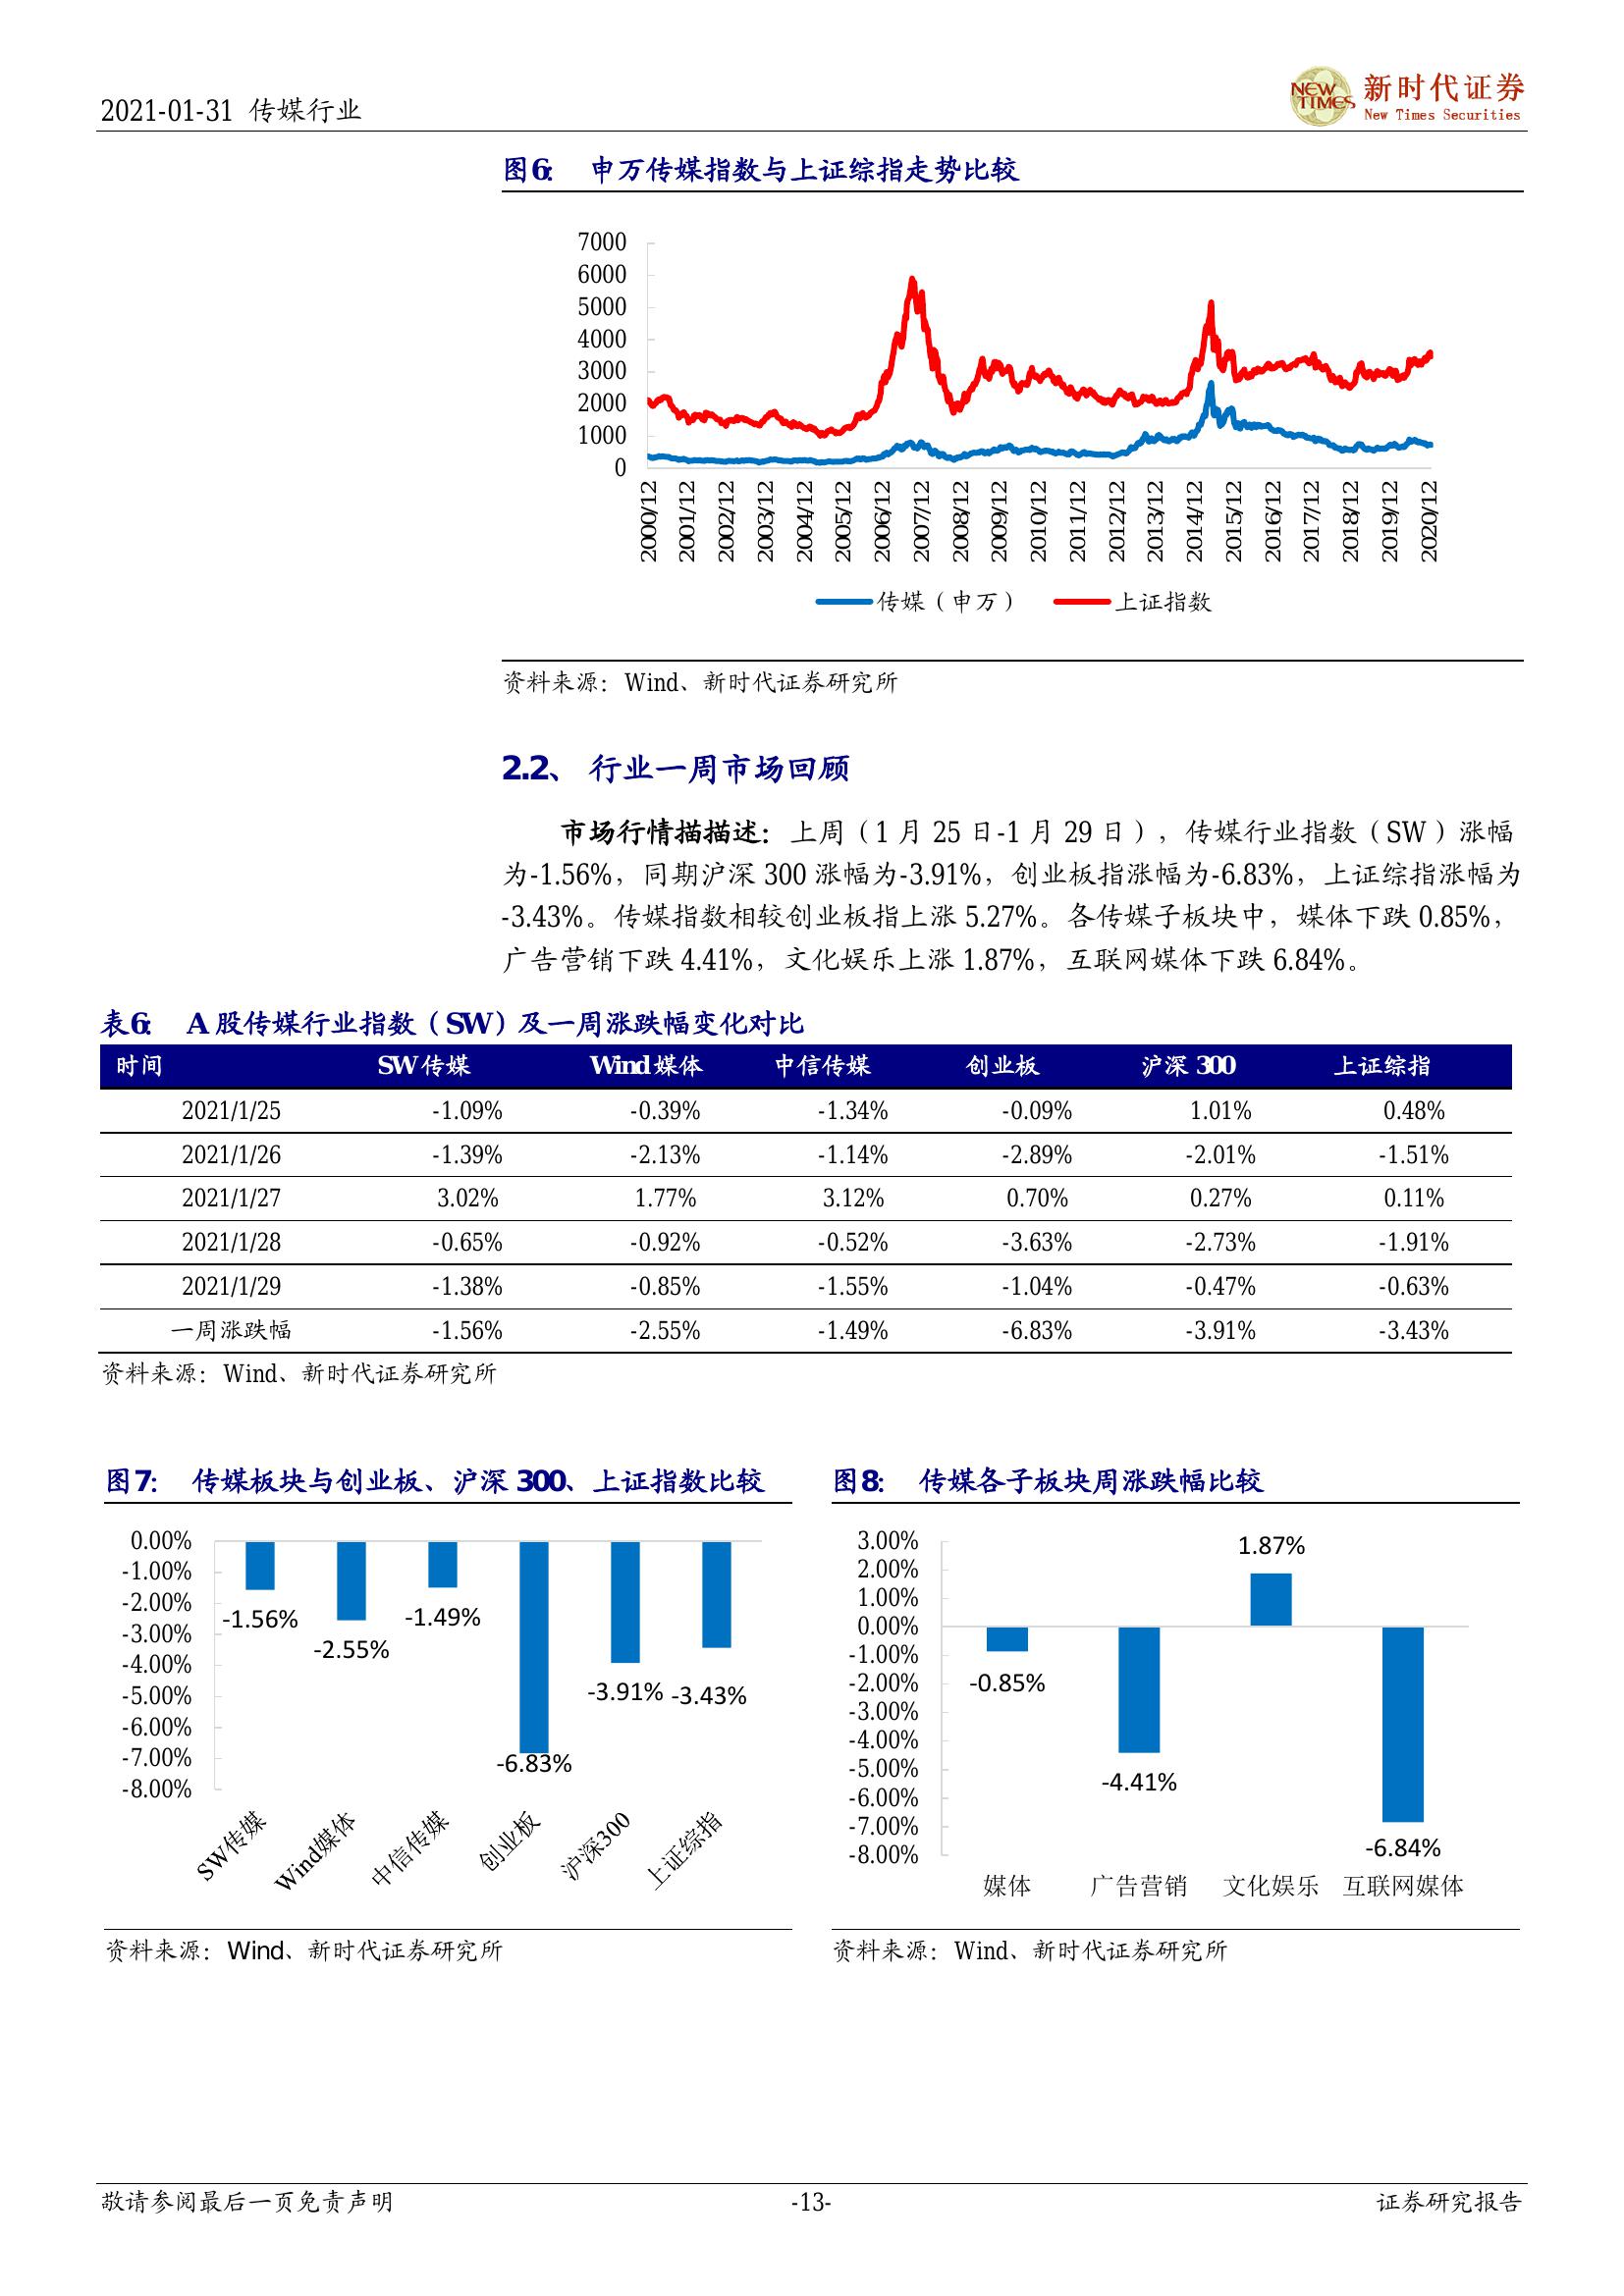 2021-01-31 传媒行业
NEW TIMES 新时代证券
New Times Securities
图6: 申万传媒指数与上证综指走势比较
7000
6000
5000
4000
3000
2000
1000
0
2000/12 2001/12 2002/12 2003/12 2004/12 2005/12 2006/12 2007/12 2008/12 2009/12 2010/12 2011/12 2012/12 2013/12 2014/12 2015/12 2016/12 2017/12 2018/12 2019/12 2020/12
传媒（申万） 上证指数
资料来源：Wind、新时代证券研究所
2.2、 行业一周市场回顾
市场行情描描述：上周（1 月 25 日-1 月 29 日），传媒行业指数（SW）涨幅
为-1.56%，同期沪深 300 涨幅为-3.91%，创业板指涨幅为-6.83%，上证综指涨幅为
-3.43%。传媒指数相较创业板指上涨 5.27%。各传媒子板块中，媒体下跌 0.85%，
广告营销下跌 4.41%，文化娱乐上涨 1.87%，互联网媒体下跌 6.84%。
表6: A 股传媒行业指数（SW）及一周涨跌幅变化对比
时间 SW 传媒 Wind 媒体 中信传媒 创业板 沪深 300 上证综指
2021/1/25 -1.09% -0.39% -1.34% -0.09% 1.01% 0.48%
2021/1/26 -1.39% -2.13% -1.14% -2.89% -2.01% -1.51%
2021/1/27 3.02% 1.77% 3.12% 0.70% 0.27% 0.11%
2021/1/28 -0.65% -0.92% -0.52% -3.63% -2.73% -1.91%
2021/1/29 -1.38% -0.85% -1.55% -1.04% -0.47% -0.63%
一周涨跌幅 -1.56% -2.55% -1.49% -6.83% -3.91% -3.43%
资料来源：Wind、新时代证券研究所
图7: 传媒板块与创业板、沪深 300、上证指数比较
0.00%
-1.00%
-2.00%
-3.00%
-4.00%
-5.00%
-6.00%
-7.00%
-8.00%
-1.56% -2.55% -1.49% -6.83% -3.91% -3.43%
SW传媒 Wind媒体 中信传媒 创业板 沪深300 上证综指
资料来源：Wind、新时代证券研究所
图8: 传媒各子板块周涨跌幅比较
3.00%
2.00%
1.00%
0.00%
-1.00%
-2.00%
-3.00%
-4.00%
-5.00%
-6.00%
-7.00%
-8.00%
-0.85% -4.41% 1.87% -6.84%
媒体 广告营销 文化娱乐 互联网媒体
资料来源：Wind、新时代证券研究所
敬请参阅最后一页免责声明 -13- 证券研究报告